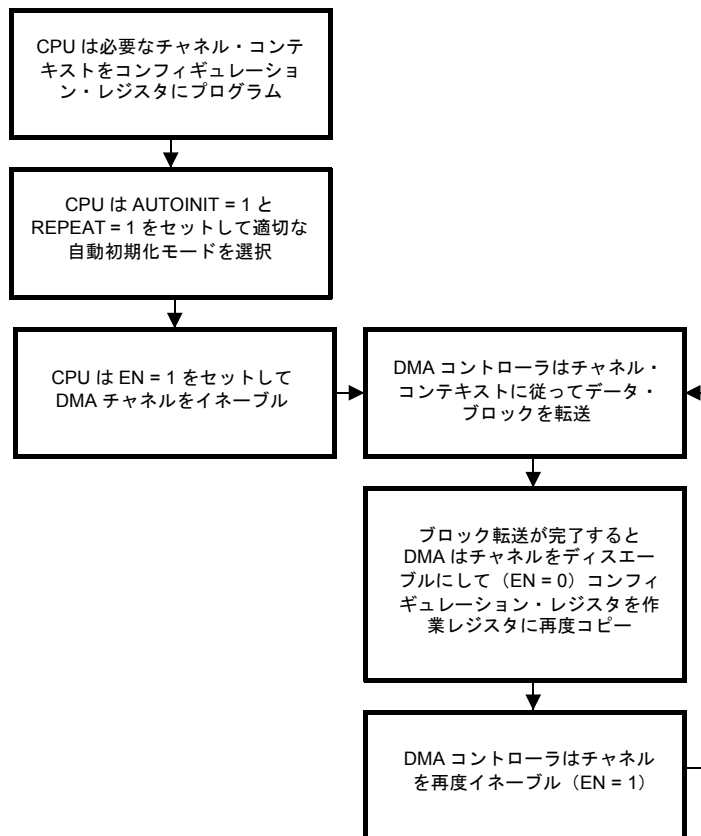 CPU は必要なチャネル・コンテ
キストをコンフィギュレーショ
ン・レジスタにプログラム
CPU は AUTOINIT = 1 と
REPEAT = 1 をセットして適切な
自動初期化モードを選択
CPU は EN = 1 をセットして
DMA チャネルをイネーブル
DMA コントローラはチャネル・
コンテキストに従ってデータ・
ブロックを転送
ブロック転送が完了すると
DMA はチャネルをディスエー
ブルにして（EN = 0）コンフィ
ギュレーション・レジスタを作
業レジスタに再度コピー
DMA コントローラはチャネル
を再度イネーブル（EN = 1）